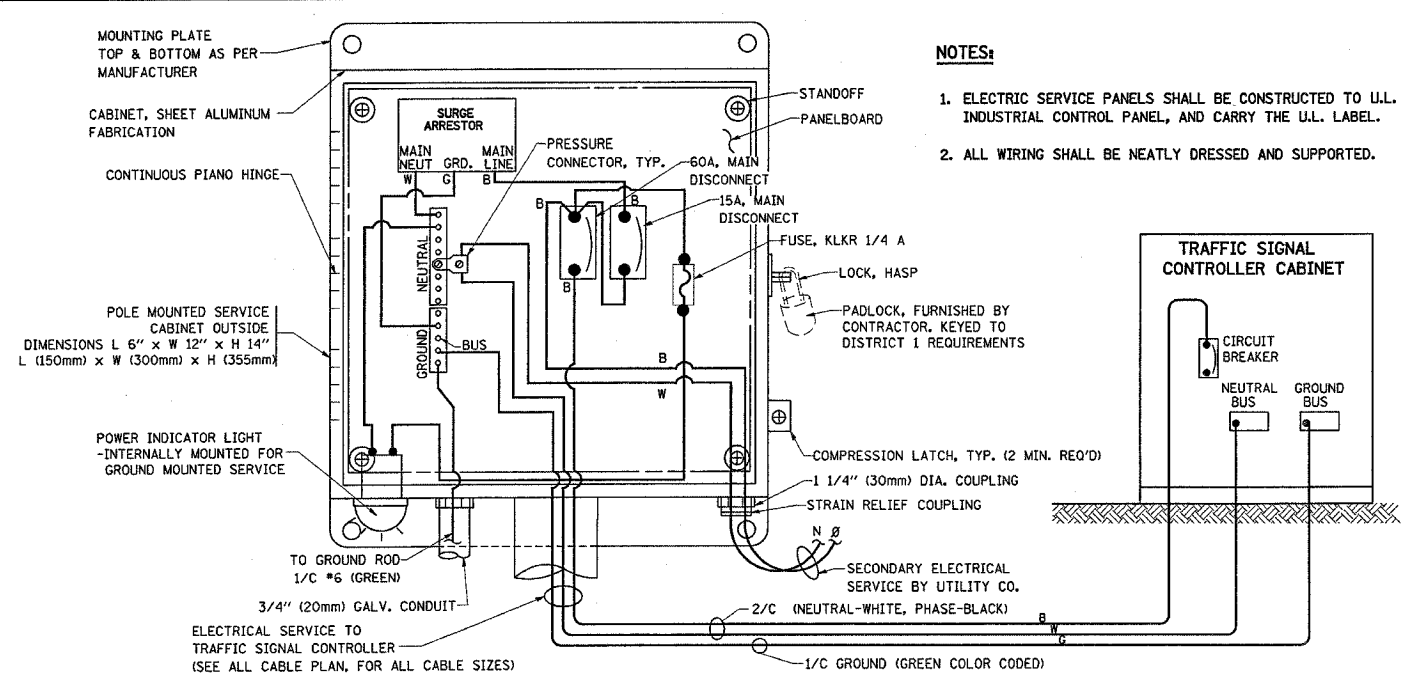 MOUNTING PLATE
TOP & BOTTOM AS PER
MANUFACTURER
CABINET, SHEET ALUMINUM
FABRICATION
CONTINUOUS PIANO HINGE
POLE MOUNTED SERVICE
CABINET OUTSIDE
DIMENSIONS L 6" x W 12" x H 14"
L (150mm) x W (300mm) x H (355mm)
POWER INDICATOR LIGHT
-INTERNALLY MOUNTED FOR
GROUND MOUNTED SERVICE
SURGE
ARRESTOR
MAIN
NEUT
GRD.
MAIN
LINE
W
G
B
NEUTRAL
GROUND
BUS
PRESSURE
CONNECTOR, TYP.
STANDOFF
PANELBOARD
60A, MAIN
DISCONNECT
15A, MAIN
DISCONNECT
B
B
B
B
FUSE, KLKR 1/4 A
LOCK, HASP
PADLOCK, FURNISHED BY
CONTRACTOR. KEYED TO
DISTRICT 1 REQUIREMENTS
B
W
COMPRESSION LATCH, TYP. (2 MIN. REQ'D)
1 1/4" (30mm) DIA. COUPLING
STRAIN RELIEF COUPLING
N Ø
SECONDARY ELECTRICAL
SERVICE BY UTILITY CO.
TO GROUND ROD
1/C #6 (GREEN)
3/4" (20mm) GALV. CONDUIT
ELECTRICAL SERVICE TO
TRAFFIC SIGNAL CONTROLLER
(SEE ALL CABLE PLAN, FOR ALL CABLE SIZES)
2/C (NEUTRAL-WHITE, PHASE-BLACK)
B
W
G
1/C GROUND (GREEN COLOR CODED)
NOTES:
1. ELECTRIC SERVICE PANELS SHALL BE CONSTRUCTED TO U.L.
INDUSTRIAL CONTROL PANEL, AND CARRY THE U.L. LABEL.
2. ALL WIRING SHALL BE NEATLY DRESSED AND SUPPORTED.
TRAFFIC SIGNAL
CONTROLLER CABINET
CIRCUIT
BREAKER
NEUTRAL
BUS
GROUND
BUS